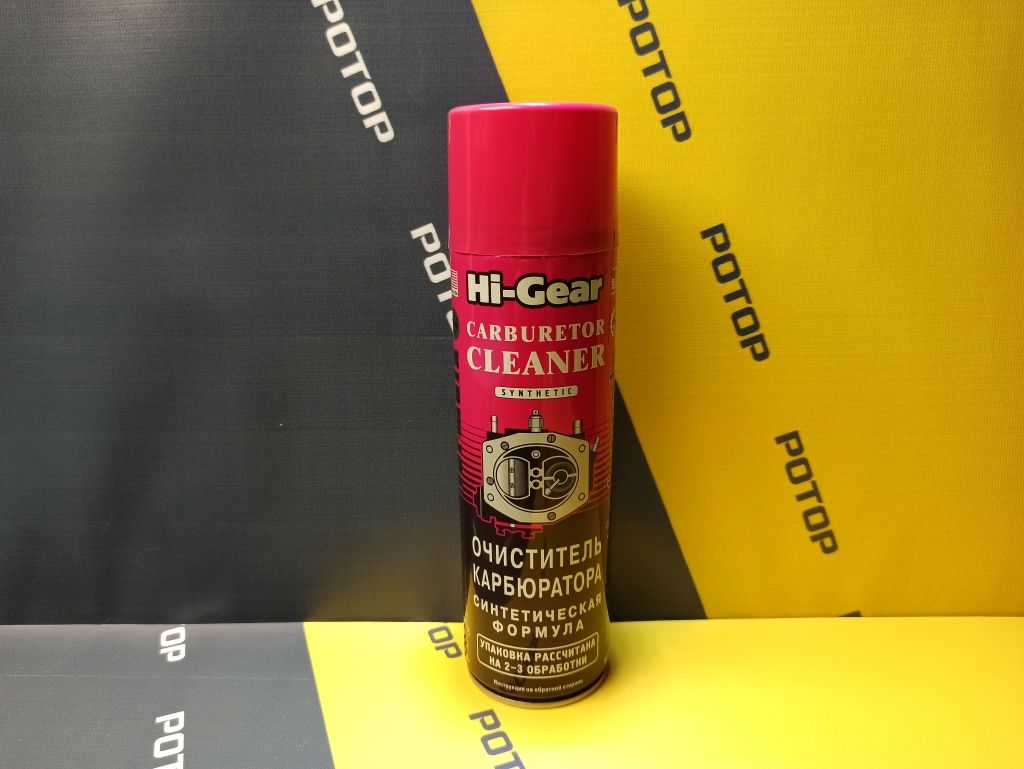 РОТОР
РОТОР
РОТОР
РОТОР
РОТОР
Hi-Gear
CARBURETOR
CLEANER
SYNTHETIC
ОЧИСТИТЕЛЬ
КАРБЮРАТОРА
СИНТЕТИЧЕСКАЯ
ФОРМУЛА
УПАКОВКА РАССЧИТАНА
НА 2-3 ОБРАБОТКИ
Инструкция на обратной стороне
РОТОР